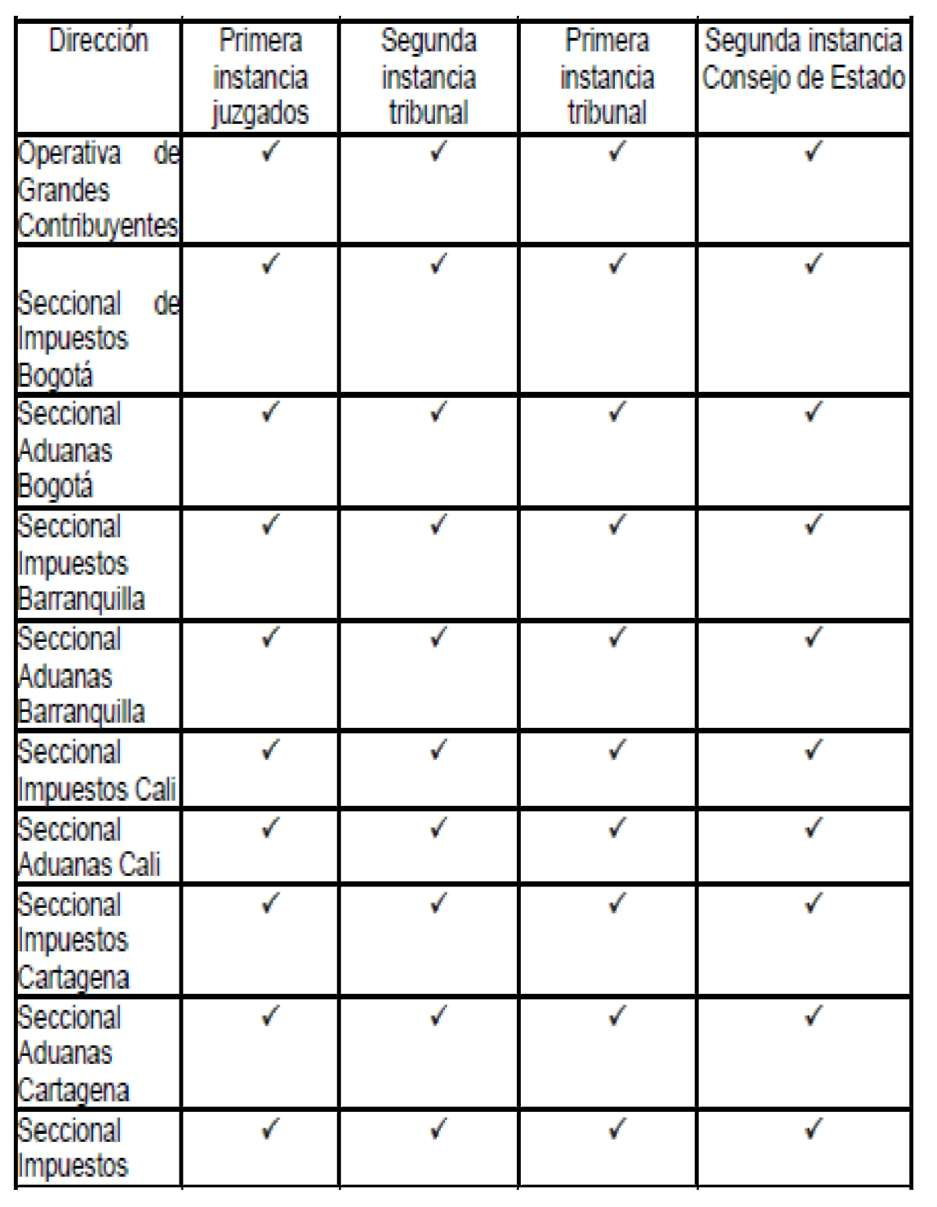 Dirección Primera Segunda Primera Segunda instancia
instancia instancia instancia Consejo de Estado
juzgados tribunal tribunal
Operativa de ✓ ✓ ✓ ✓
Grandes
Contribuyentes
✓ ✓ ✓ ✓
Seccional de
Impuestos
Bogotá
Seccional ✓ ✓ ✓ ✓
Aduanas
Bogotá
Seccional ✓ ✓ ✓ ✓
Impuestos
Barranquilla
Seccional ✓ ✓ ✓ ✓
Aduanas
Barranquilla
Seccional ✓ ✓ ✓ ✓
Impuestos Cali
Seccional ✓ ✓ ✓ ✓
Aduanas Cali
Seccional ✓ ✓ ✓ ✓
Impuestos
Cartagena
Seccional ✓ ✓ ✓ ✓
Aduanas
Cartagena
Seccional ✓ ✓ ✓ ✓
Impuestos